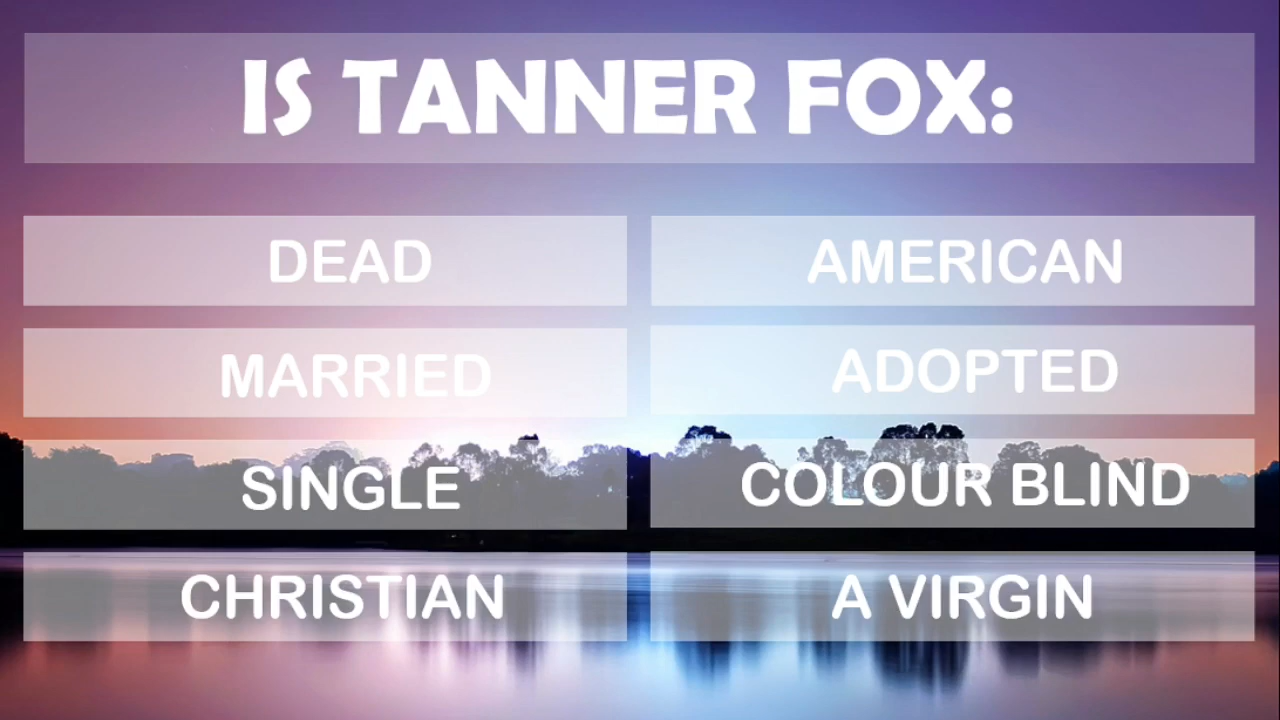 IS TANNER FOX:
DEAD
AMERICAN
MARRIED
ADOPTED
SINGLE
COLOUR BLIND
CHRISTIAN
A VIRGIN